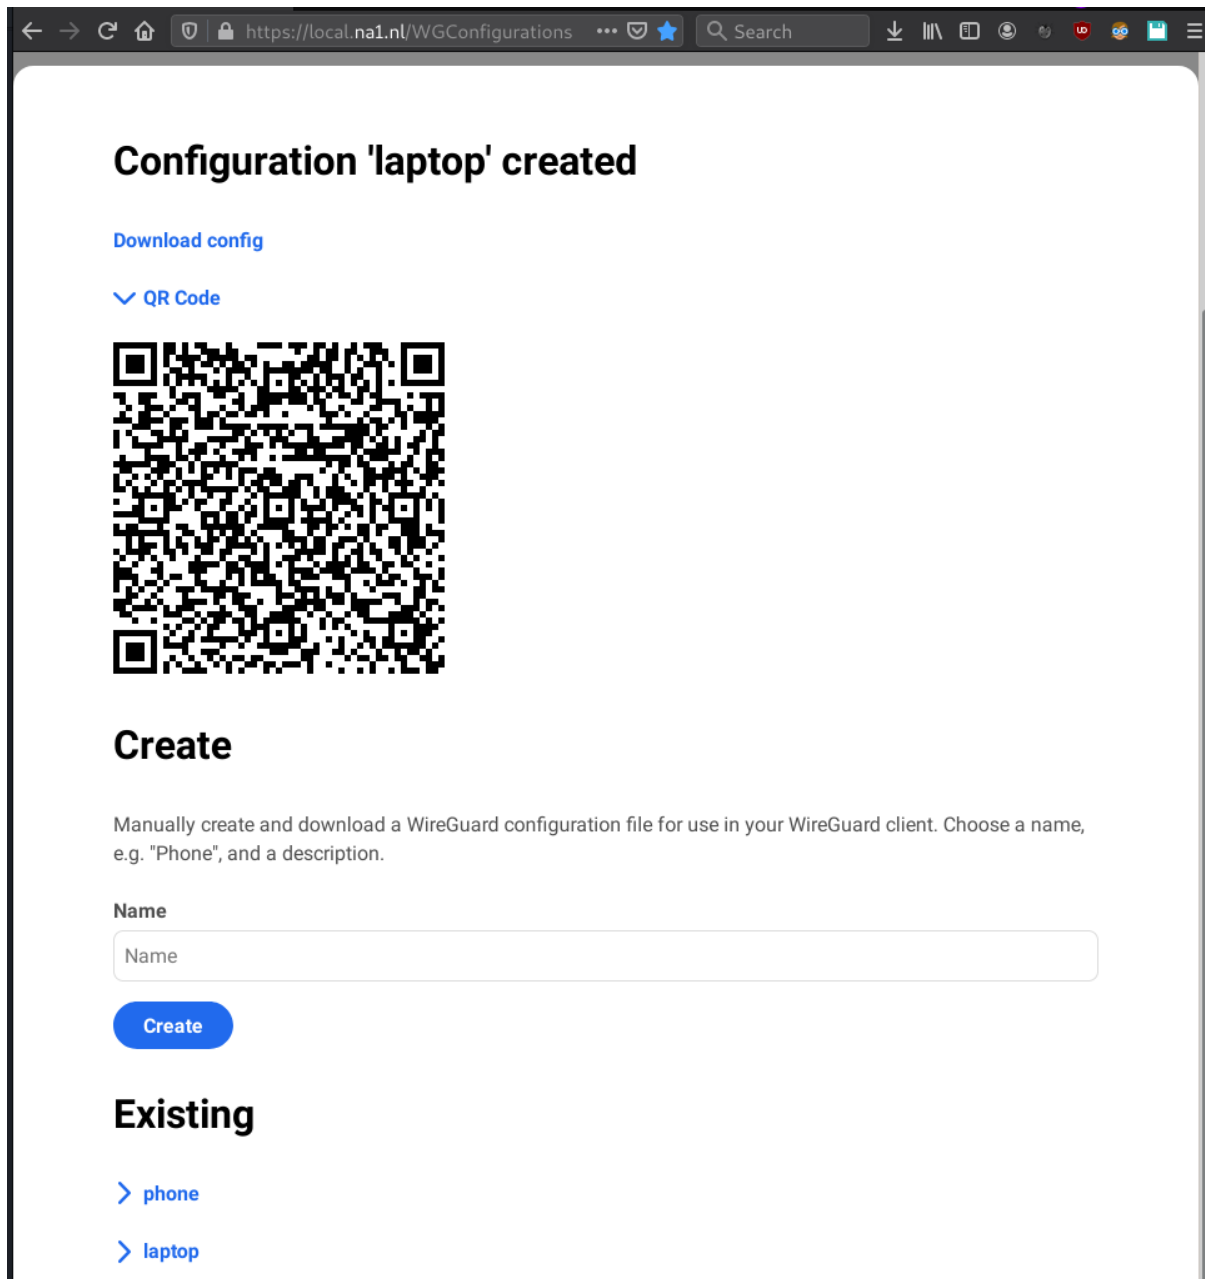 https://local.na1.nl/WGConfigurations
Search
Configuration 'laptop' created
Download config
QR Code
Create
Manually create and download a WireGuard configuration file for use in your WireGuard client. Choose a name,
e.g. "Phone", and a description.
Name
Name
Create
Existing
phone
laptop